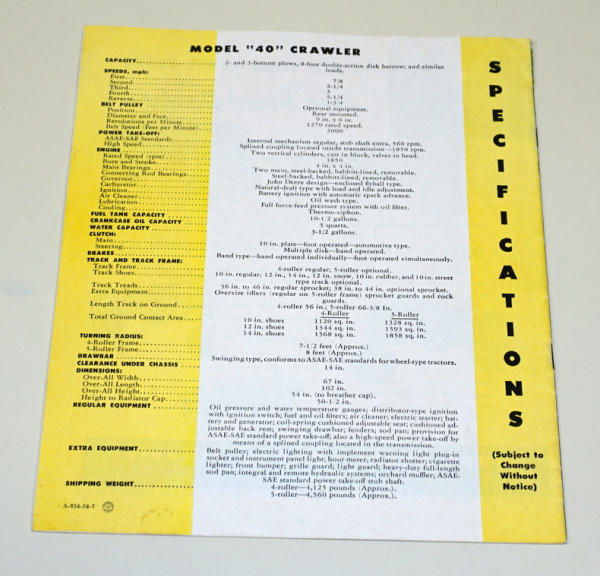 MODEL "40" CRAWLER
CAPACITY 2- and 3-bottom plows, 8-foot double-action disk harrow; and similar
loads.
SPEEDS, mph:
First 7/8
Second 2-1/4
Third 3
Fourth 5-1/4
Reverse 1-3/4
BELT PULLEY Optional equipment.
Position Rear mounted.
Diameter and Face 9 in. x 6 in.
Revolutions per Minute 1270 rated speed.
Belt Speed (Feet per Minute) 3000
POWER TAKE-OFF:
ASAE-SAE Standards Internal mechanism regular, stub shaft extra, 560 rpm.
High Speed Splined coupling located inside transmission—1850 rpm.
ENGINE Two vertical cylinders, cast in block, valves in head.
Rated Speed (rpm) 1850
Bore and Stroke 4 in. x 4 in.
Main Bearings Two main, steel-backed, babbitt-lined, removable.
Connecting Rod Bearings Steel-backed, babbitt-lined, removable.
Governor John Deere design—enclosed flyball type.
Carburetor Natural-draft type with load and idle adjustment.
Ignition Battery ignition with automatic spark advance.
Air Cleaner Oil wash type.
Lubrication Full force-feed pressure system with oil filter.
Cooling Thermo-siphon.
FUEL TANK CAPACITY 10-1/2 gallons.
CRANKCASE OIL CAPACITY 5 quarts.
WATER CAPACITY 3-1/2 gallons.
CLUTCH:
Main 10 in. plate—foot operated—automotive type.
Steering Multiple disk—hand operated.
BRAKES Band type—hand operated individually—foot operated simultaneously.
TRACK AND TRACK FRAME:
Track Frame 4-roller regular; 5-roller optional.
Track Shoes 10 in. regular; 12 in., 14 in., 12 in. snow, 10 in. rubber, and 10 in. street
type track optional.
Track Treads 36 in. to 46 in. regular sprocket; 38 in. to 44 in. optional sprocket.
Extra Equipment Oversize idlers (regular on 5-roller frame) sprocket guards and rock
guards.
Length Track on Ground 4-roller 56 in.; 5-roller 66-3/8 in.
4-Roller 5-Roller
Total Ground Contact Area 10 in. shoes 1120 sq. in. 1328 sq. in.
12 in. shoes 1344 sq. in. 1593 sq. in.
14 in. shoes 1568 sq. in. 1858 sq. in.
TURNING RADIUS:
4-Roller Frame 7-1/2 feet (Approx.)
5-Roller Frame 8 feet (Approx.)
DRAWBAR Swinging type, conforms to ASAE-SAE standards for wheel-type tractors.
CLEARANCE UNDER CHASSIS 14 in.
DIMENSIONS:
Over-All Width 67 in.
Over-All Length 102 in.
Over-All Height 54 in. (to breather cap).
Height to Radiator Cap 50-1/2 in.
REGULAR EQUIPMENT Oil pressure and water temperature gauges; distributor-type ignition
with ignition switch; fuel and oil filters; air cleaner; electric starter; bat-
tery and generator; coil-spring cushioned adjustable seat; cushioned ad-
justable back rest; swinging drawbar; fenders; sod pan; provision for
ASAE-SAE standard power take-off; also a high-speed power take-off by
means of a splined coupling located in the transmission.
EXTRA EQUIPMENT Belt pulley; electric lighting with implement warning light plug-in
socket and instrument panel light; hour meter, radiator shutter; cigarette
lighter; front bumper; grille guard; light guard; heavy-duty full-length
sod pan; integral and remote hydraulic systems; orchard muffler; ASAE-
SAE standard power take-off stub shaft.
SHIPPING WEIGHT 4-roller—4,125 pounds (Approx.).
5-roller—4,560 pounds (Approx.).
A-854-54-7
SPECIFICATIONS
(Subject to
Change
Without
Notice)